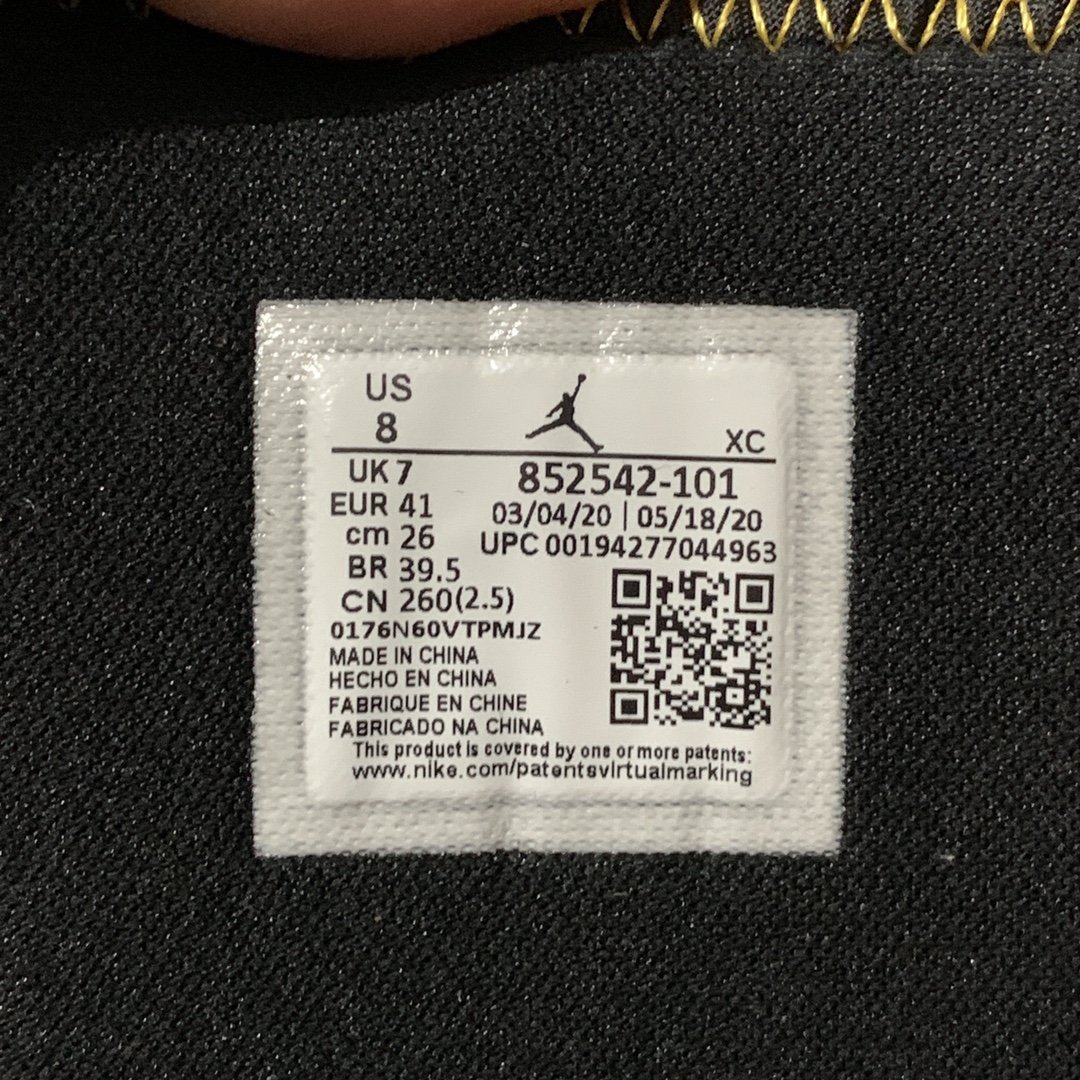 US
8
XC
UK 7
852542-101
EUR 41
03/04/20 | 05/18/20
cm 26
UPC 00194277044963
BR 39.5
CN 260(2.5)
0176N60VTPMJZ
MADE IN CHINA
HECHO EN CHINA
FABRIQUE EN CHINE
FABRICADO NA CHINA
This product is covered by one or more patents:
www.nike.com/patentsvirtualmarking